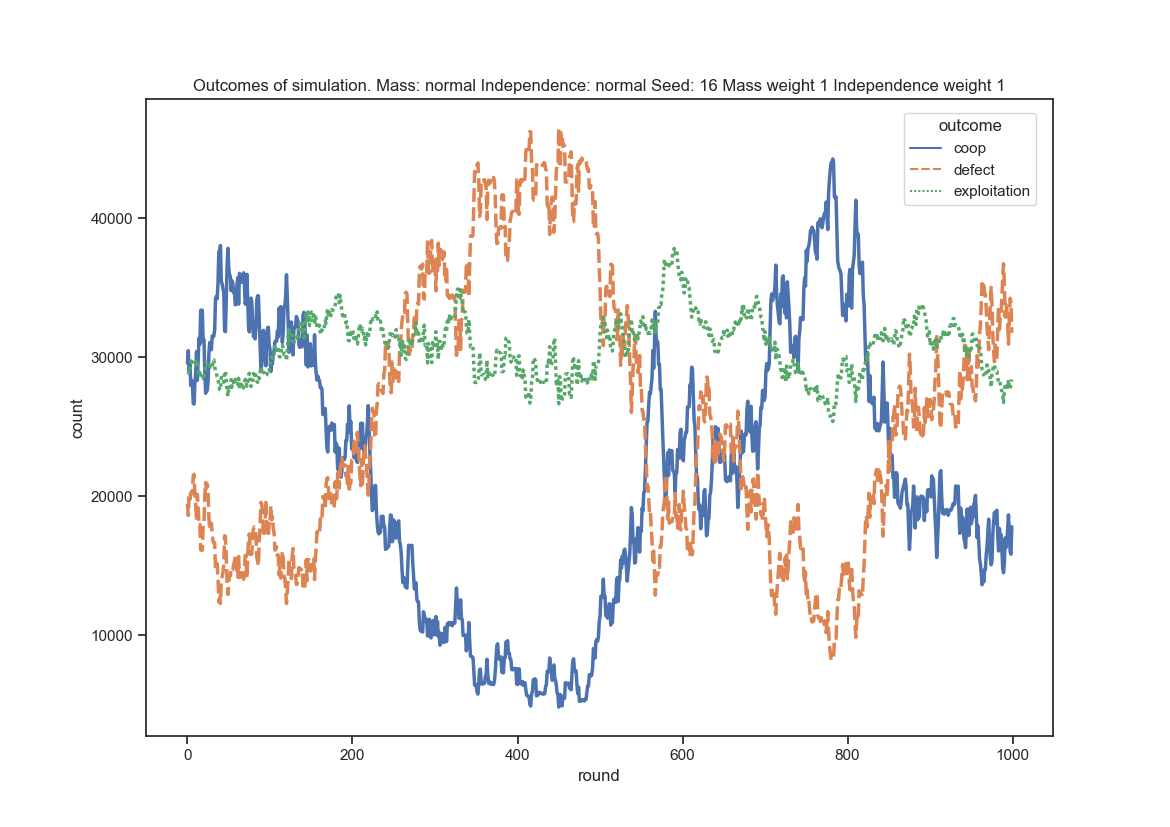 Outcomes of simulation. Mass: normal Independence: normal Seed: 16 Mass weight 1 Independence weight 1
outcome
coop
defect
exploitation
40000
30000
20000
10000
count
0
200
400
600
800
1000
round